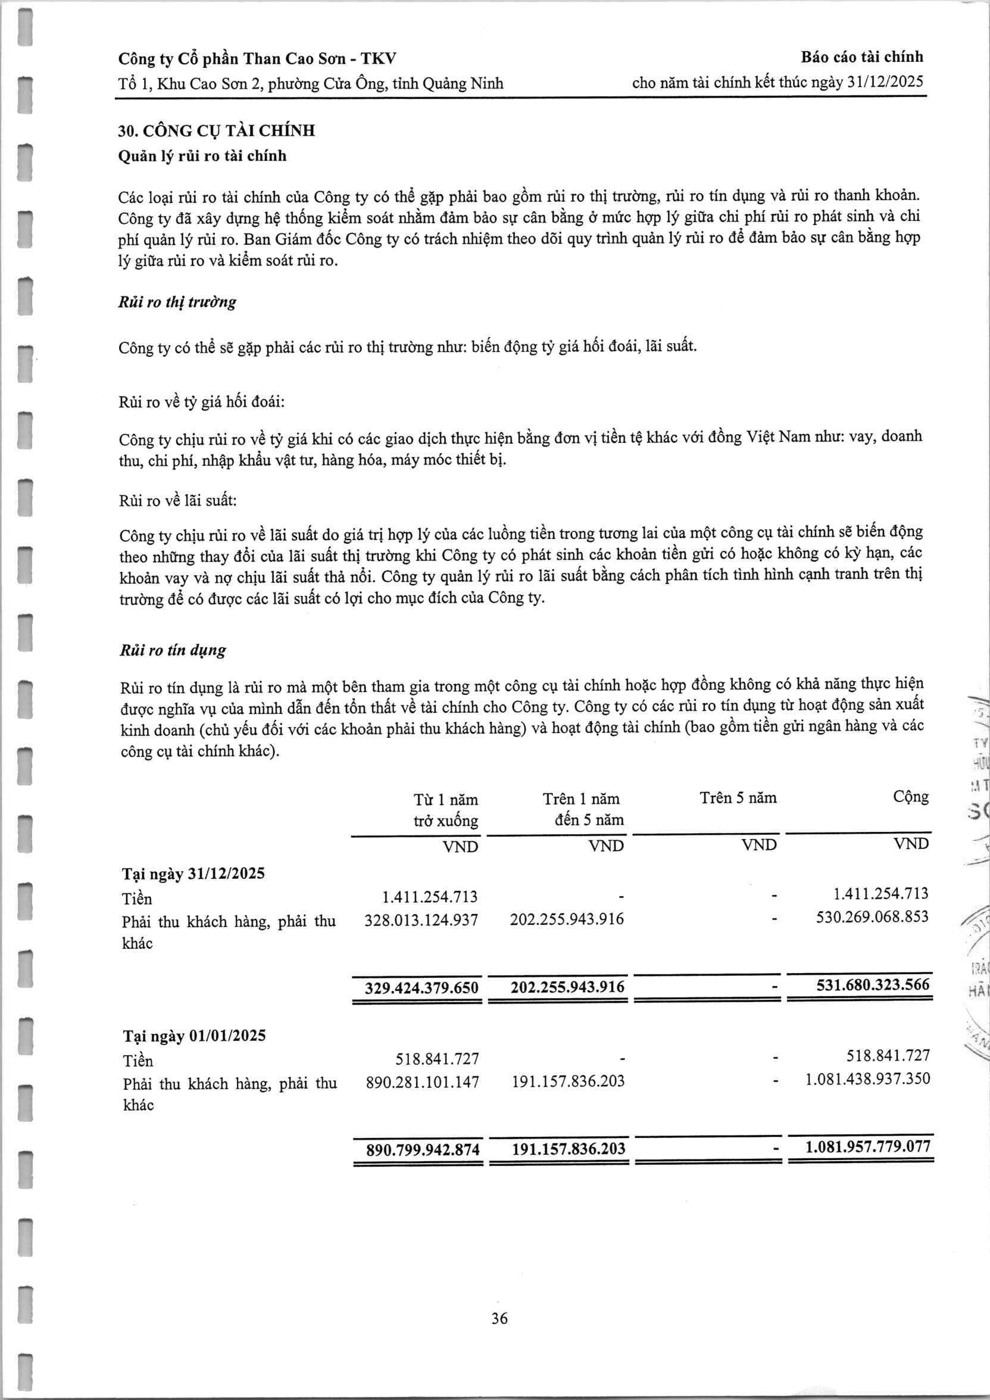 Công ty Cổ phần Than Cao Sơn - TKV
Báo cáo tài chính
Tổ 1, Khu Cao Sơn 2, phường Cửa Ông, tỉnh Quảng Ninh
cho năm tài chính kết thúc ngày 31/12/2025
30. CÔNG CỤ TÀI CHÍNH
Quản lý rủi ro tài chính
Các loại rủi ro tài chính của Công ty có thể gặp phải bao gồm rủi ro thị trường, rủi ro tín dụng và rủi ro thanh khoản.
Công ty đã xây dựng hệ thống kiểm soát nhằm đảm bảo sự cân bằng ở mức hợp lý giữa chi phí rủi ro phát sinh và chi
phí quản lý rủi ro. Ban Giám đốc Công ty có trách nhiệm theo dõi quy trình quản lý rủi ro để đảm bảo sự cân bằng hợp
lý giữa rủi ro và kiểm soát rủi ro.
Rủi ro thị trường
Công ty có thể sẽ gặp phải các rủi ro thị trường như: biến động tỷ giá hối đoái, lãi suất.
Rủi ro về tỷ giá hối đoái:
Công ty chịu rủi ro về tỷ giá khi có các giao dịch thực hiện bằng đơn vị tiền tệ khác với đồng Việt Nam như: vay, doanh
thu, chi phí, nhập khẩu vật tư, hàng hóa, máy móc thiết bị.
Rủi ro về lãi suất:
Công ty chịu rủi ro về lãi suất do giá trị hợp lý của các luồng tiền trong tương lai của một công cụ tài chính sẽ biến động
theo những thay đổi của lãi suất thị trường khi Công ty có phát sinh các khoản tiền gửi có hoặc không có kỳ hạn, các
khoản vay và nợ chịu lãi suất thả nổi. Công ty quản lý rủi ro lãi suất bằng cách phân tích tình hình cạnh tranh trên thị
trường để có được các lãi suất có lợi cho mục đích của Công ty.
Rủi ro tín dụng
Rủi ro tín dụng là rủi ro mà một bên tham gia trong một công cụ tài chính hoặc hợp đồng không có khả năng thực hiện
được nghĩa vụ của mình dẫn đến tổn thất về tài chính cho Công ty. Công ty có các rủi ro tín dụng từ hoạt động sản xuất
kinh doanh (chủ yếu đối với các khoản phải thu khách hàng) và hoạt động tài chính (bao gồm tiền gửi ngân hàng và các
công cụ tài chính khác).
Từ 1 năm Trên 1 năm Trên 5 năm Cộng
trở xuống đến 5 năm
VND VND VND VND
Tại ngày 31/12/2025
Tiền 1.411.254.713 - - 1.411.254.713
Phải thu khách hàng, phải thu 328.013.124.937 202.255.943.916 - 530.269.068.853
khác
329.424.379.650 202.255.943.916 - 531.680.323.566
Tại ngày 01/01/2025
Tiền 518.841.727 - - 518.841.727
Phải thu khách hàng, phải thu 890.281.101.147 191.157.836.203 - 1.081.438.937.350
khác
890.799.942.874 191.157.836.203 - 1.081.957.779.077
36